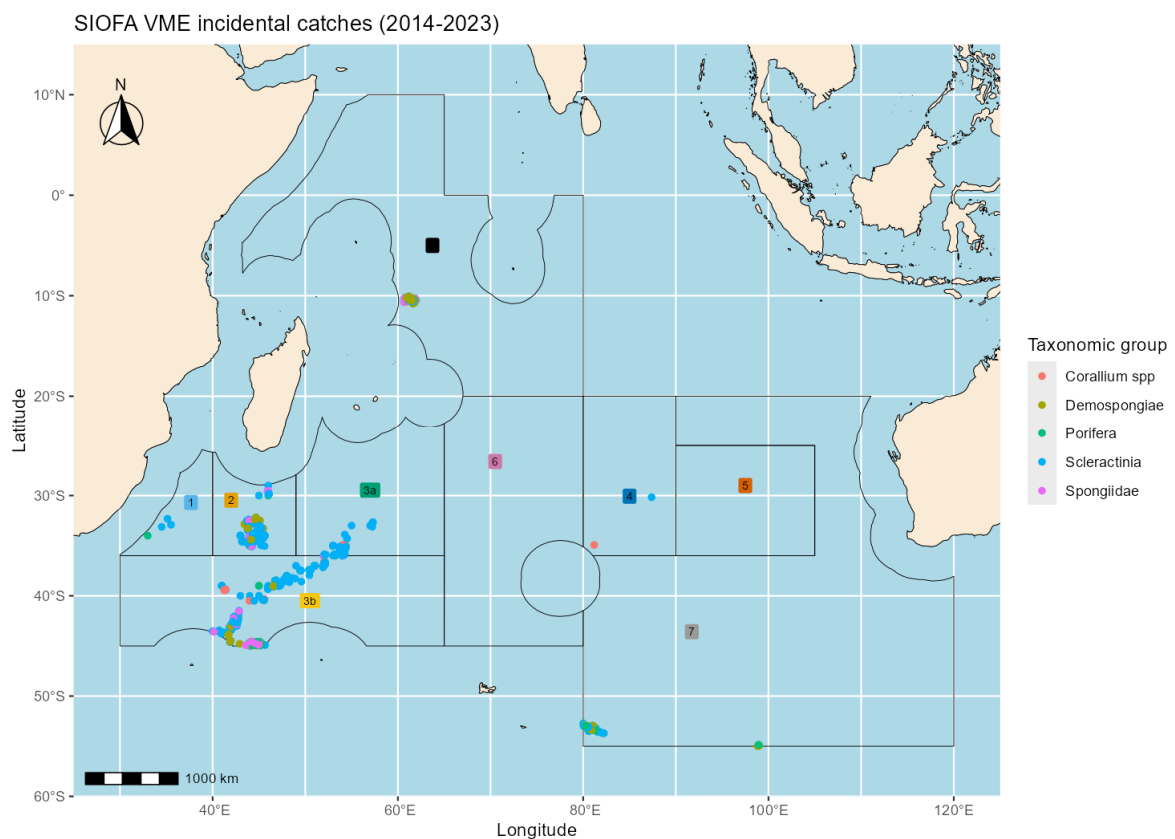 SIOFA VME incidental catches (2014-2023)
N
10°N
0°
10°S
20°S
30°S
40°S
50°S
60°S
Latitude
1
2
3a
3b
4
5
6
7
1000 km
40°E
60°E
80°E
100°E
120°E
Longitude
Taxonomic group
Corallium spp
Demospongiae
Porifera
Scleractinia
Spongiidae